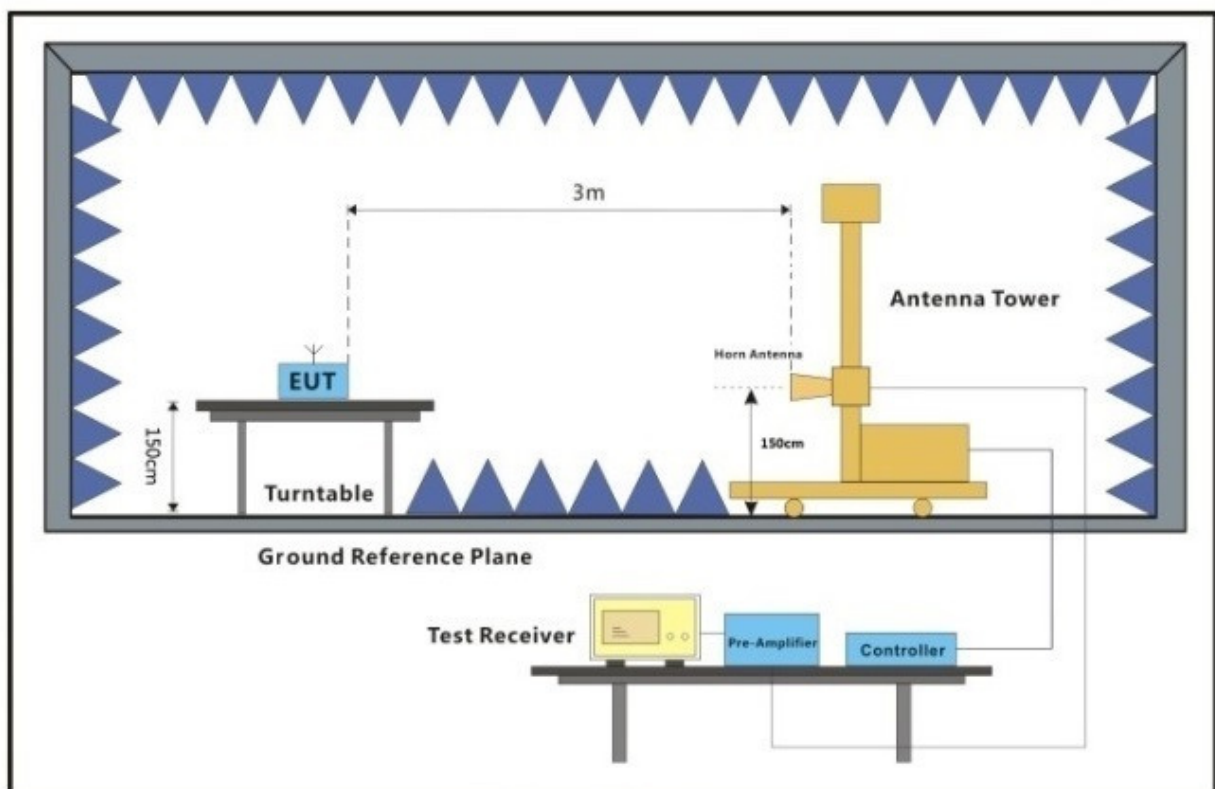 3m
Antenna Tower
Horn Antenna
EUT
150cm
150cm
Turntable
Ground Reference Plane
Test Receiver
Pre-Amplifier
Controller